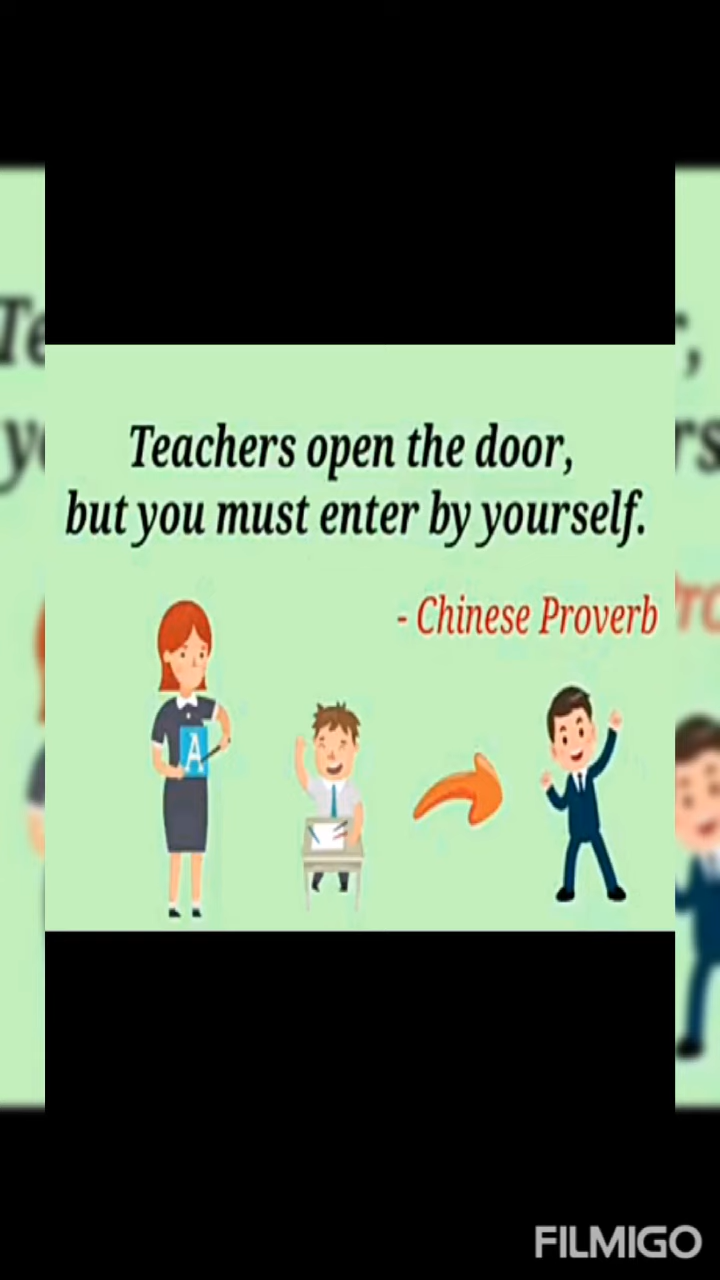 Teachers open the door,
but you must enter by yourself.
- Chinese Proverb
A
FILMIGO